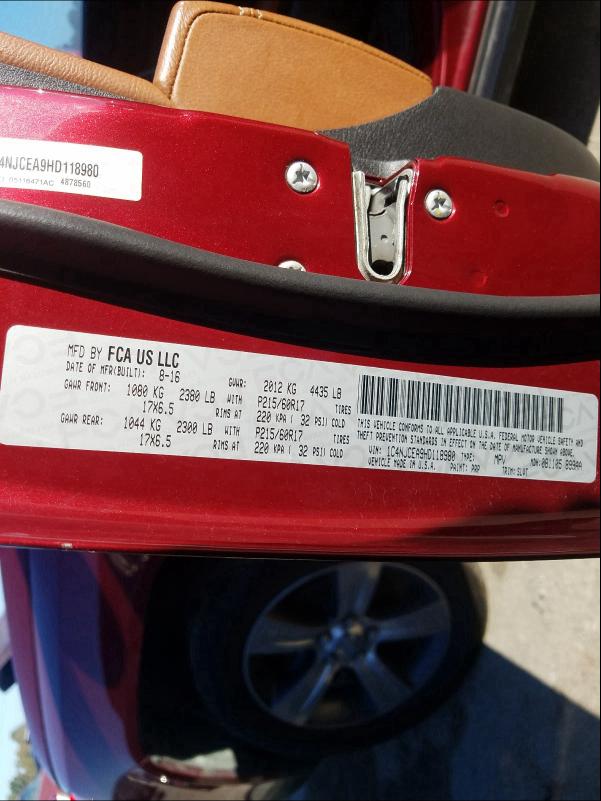 4NJCEA9HD118980
05116471AC 4878560
MFD BY FCA US LLC
DATE OF MFR(BUILT): 8-16 GVWR: 2012 KG 4435 LB
GAWR FRONT: 1080 KG 2380 LB WITH P215/60R17 TIRES
17X6.5 RIMS AT 220 KPA ( 32 PSI) COLD
GAWR REAR: 1044 KG 2300 LB WITH P215/60R17 TIRES
17X6.5 RIMS AT 220 KPA ( 32 PSI) COLD
THIS VEHICLE CONFORMS TO ALL APPLICABLE U.S.A. FEDERAL MOTOR VEHICLE SAFETY AND
THEFT PREVENTION STANDARDS IN EFFECT ON THE DATE OF MANUFACTURE SHOWN ABOVE.
VIN: 1C4NJCEA9HD118980 TYPE: MPV MDH:
VEHICLE MADE IN U.S.A. PAINT: PRP TRIM: